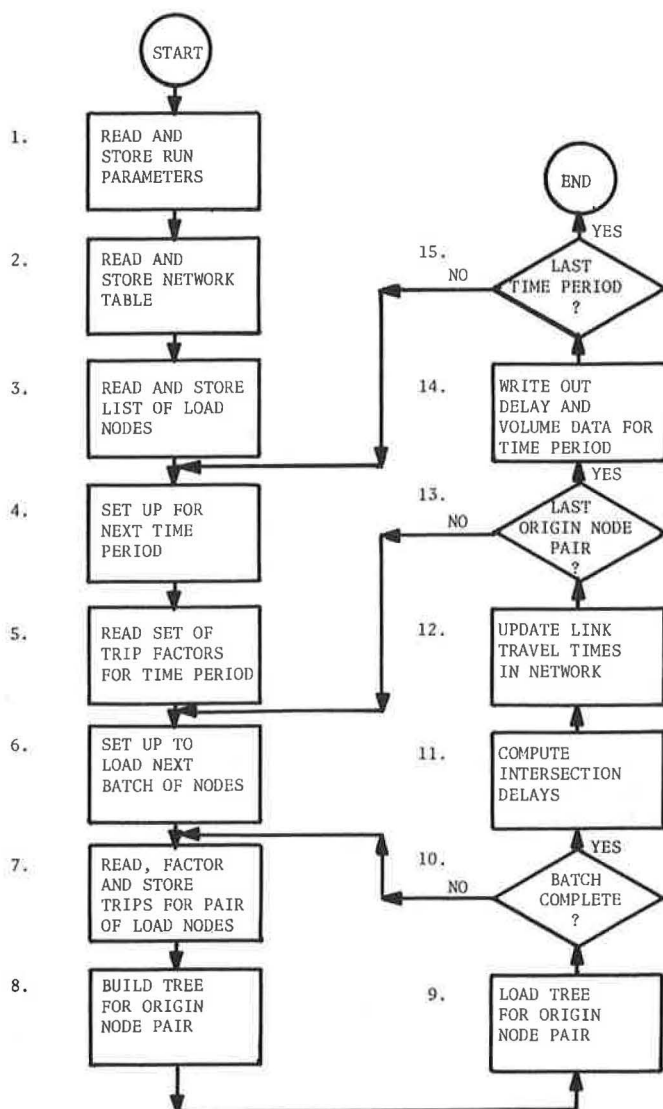 START
1.
READ AND
STORE RUN
PARAMETERS
2.
READ AND
STORE NETWORK
TABLE
3.
READ AND STORE
LIST OF LOAD
NODES
4.
SET UP FOR
NEXT TIME
PERIOD
5.
READ SET OF
TRIP FACTORS
FOR TIME PERIOD
6.
SET UP TO
LOAD NEXT
BATCH OF NODES
7.
READ, FACTOR
AND STORE
TRIPS FOR PAIR
OF LOAD NODES
8.
BUILD TREE
FOR ORIGIN
NODE PAIR
9.
LOAD TREE
FOR ORIGIN
NODE PAIR
10.
NO
BATCH
COMPLETE
?
YES
11.
COMPUTE
INTERSECTION
DELAYS
12.
UPDATE LINK
TRAVEL TIMES
IN NETWORK
13.
NO
LAST
ORIGIN NODE
PAIR
?
YES
14.
WRITE OUT
DELAY AND
VOLUME DATA FOR
TIME PERIOD
15.
NO
LAST
TIME PERIOD
?
YES
END